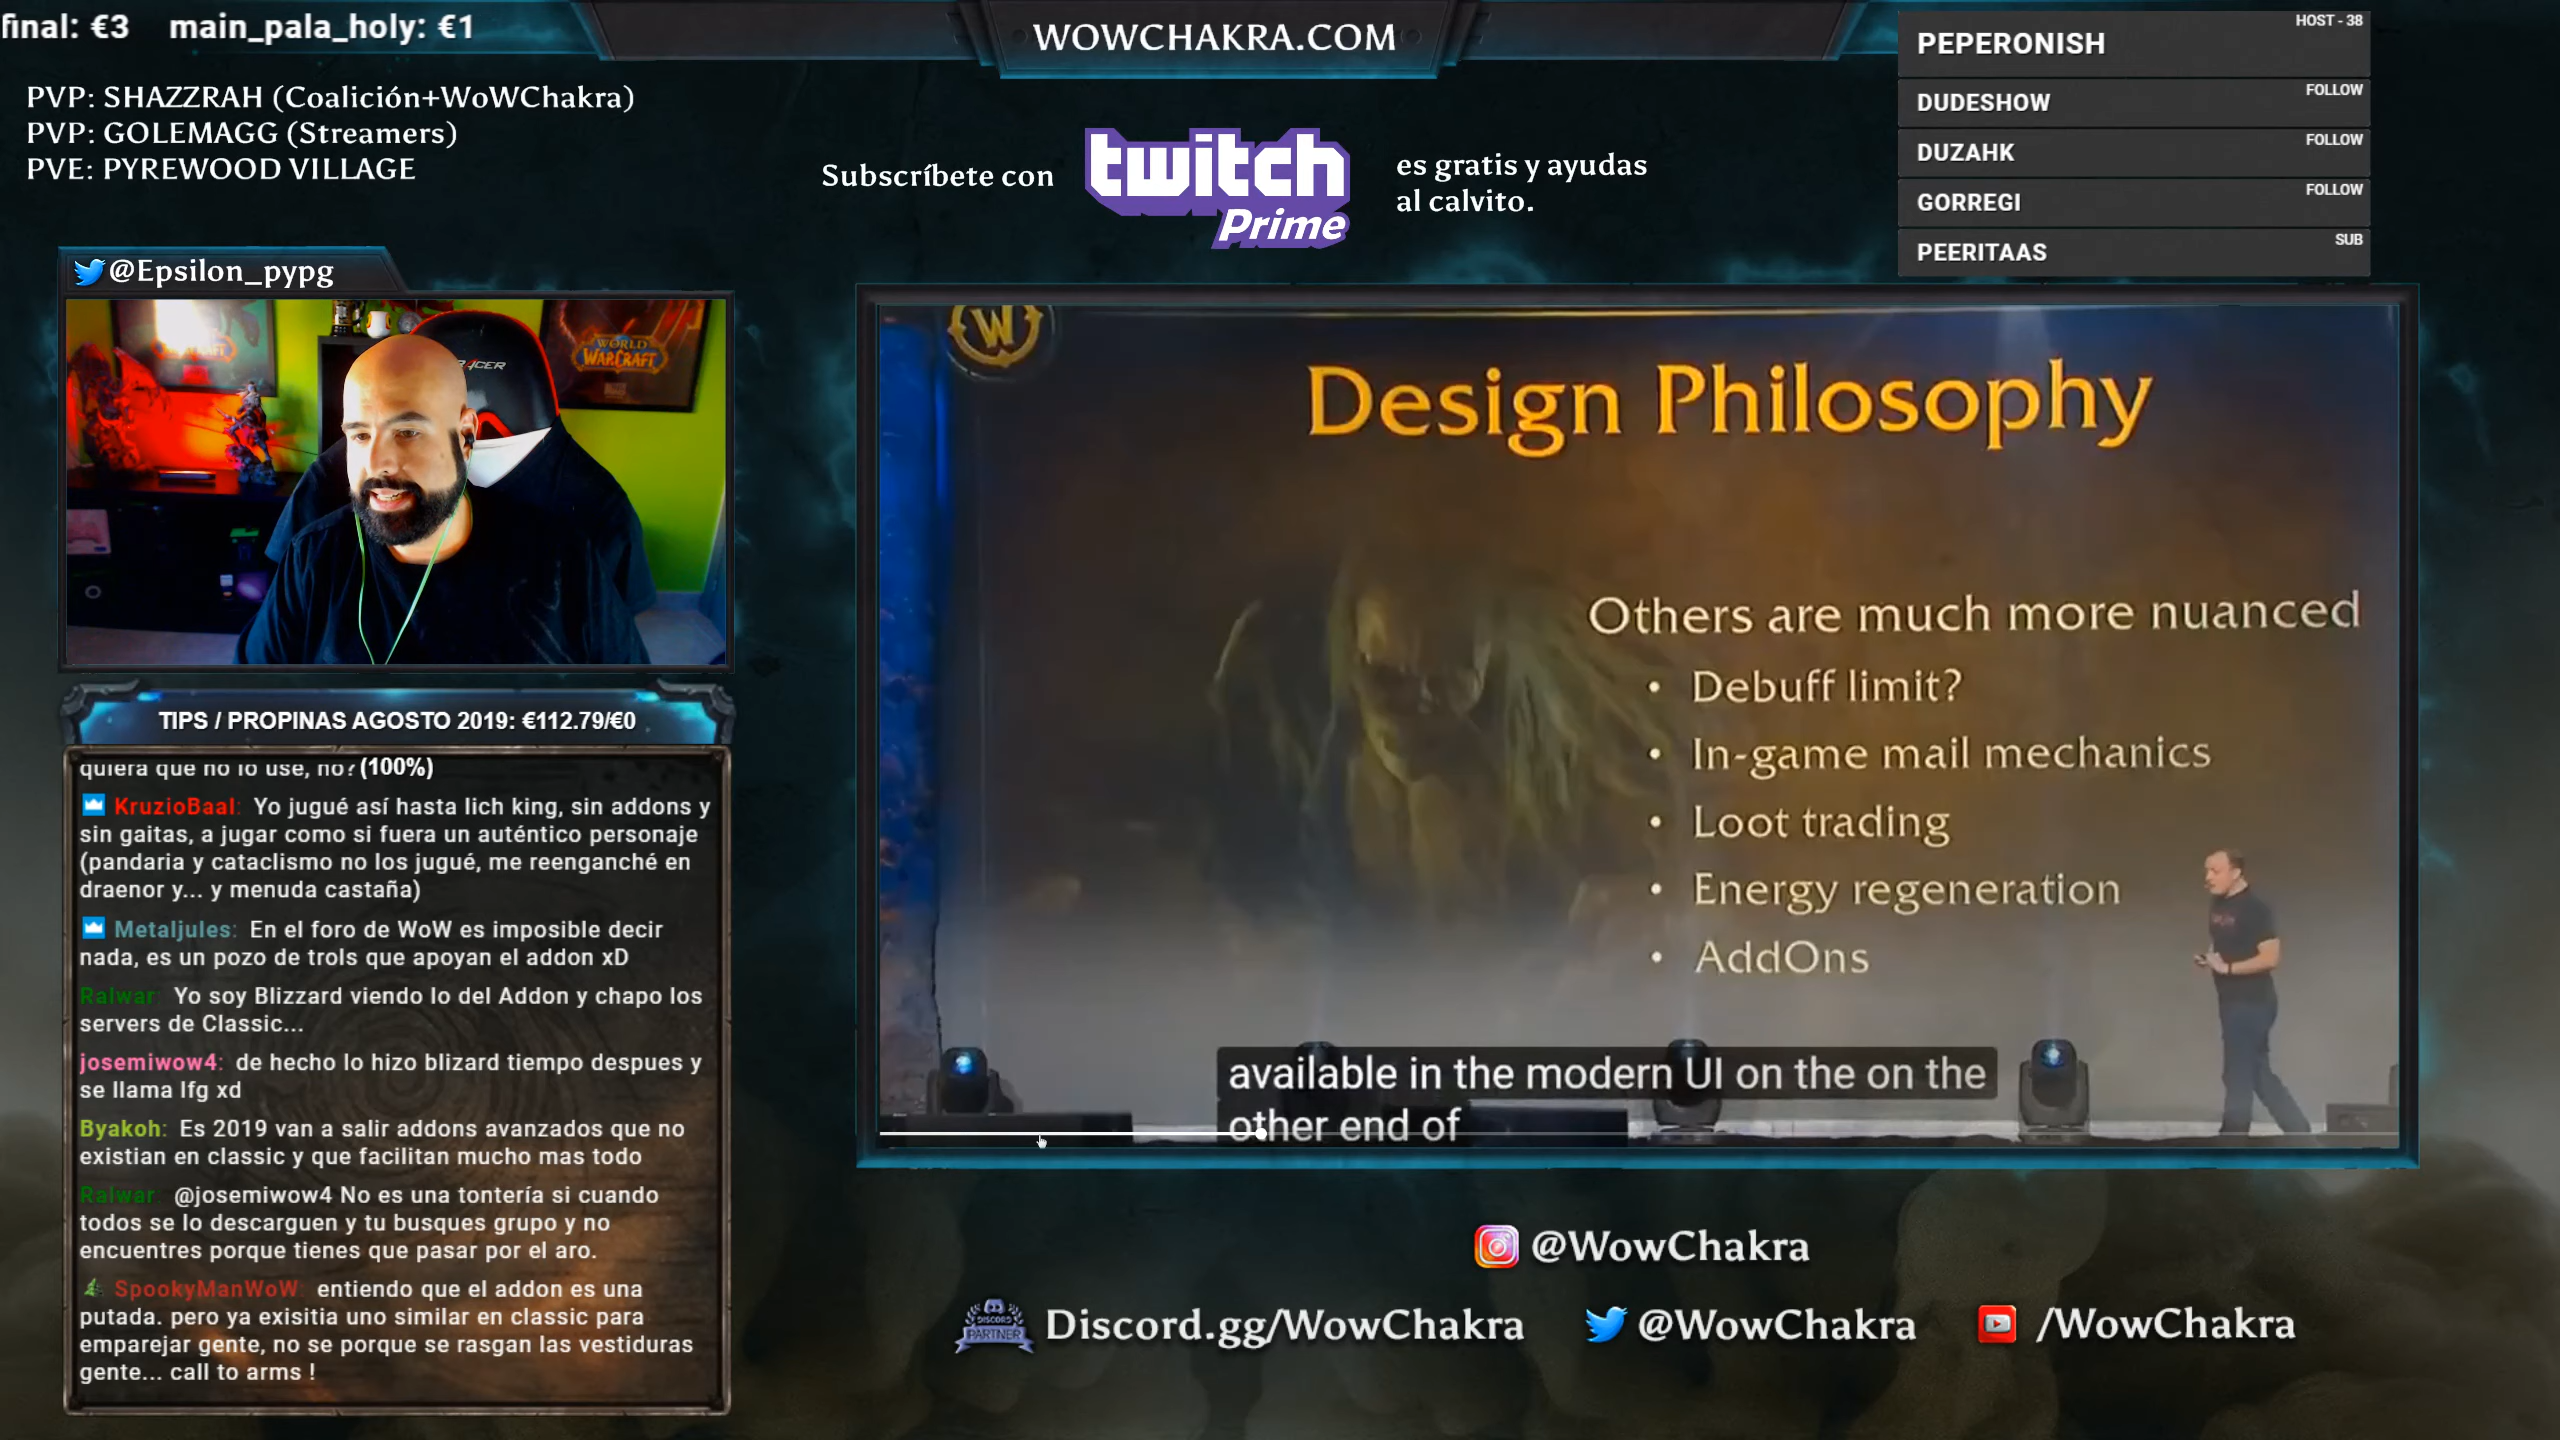 final: €3 main_pala_holy: €1
WOWCHAKRA.COM
PVP: SHAZZRAH (Coalición+WoWChakra)
PVP: GOLEMAGG (Streamers)
PVE: PYREWOOD VILLAGE
Subscríbete con
twitch
Prime
es gratis y ayudas
al calvito.
HOST - 38
PEPERONISH
FOLLOW
DUDESHOW
FOLLOW
DUZAHK
FOLLOW
GORREGI
SUB
PEERITAAS
@Epsilon_pypg
WORLD
WARCRAFT
TIPS / PROPINAS AGOSTO 2019: €112.79/€0
quiera que no lo use, no? (100%)
KruzioBaal: Yo jugué así hasta lich king, sin addons y
sin gaitas, a jugar como si fuera un auténtico personaje
(pandaria y cataclismo no los jugué, me reenganché en
draenor y... y menuda castaña)
Metaljules: En el foro de WoW es imposible decir
nada, es un pozo de trols que apoyan el addon xD
Ralwar: Yo soy Blizzard viendo lo del Addon y chapo los
servers de Classic...
josemiwow4: de hecho lo hizo blizard tiempo despues y
se llama lfg xd
Byakoh: Es 2019 van a salir addons avanzados que no
existian en classic y que facilitan mucho mas todo
Ralwar: @josemiwow4 No es una tontería si cuando
todos se lo descarguen y tu busques grupo y no
encuentres porque tienes que pasar por el aro.
SpookyManWoW: entiendo que el addon es una
putada. pero ya exisitia uno similar en classic para
emparejar gente, no se porque se rasgan las vestiduras
gente... call to arms !
W
Design Philosophy
Others are much more nuanced
• Debuff limit?
• In-game mail mechanics
• Loot trading
• Energy regeneration
• AddOns
available in the modern UI on the on the
other end of
@WowChakra
DISCORD
PARTNER
Discord.gg/WowChakra
@WowChakra
/WowChakra